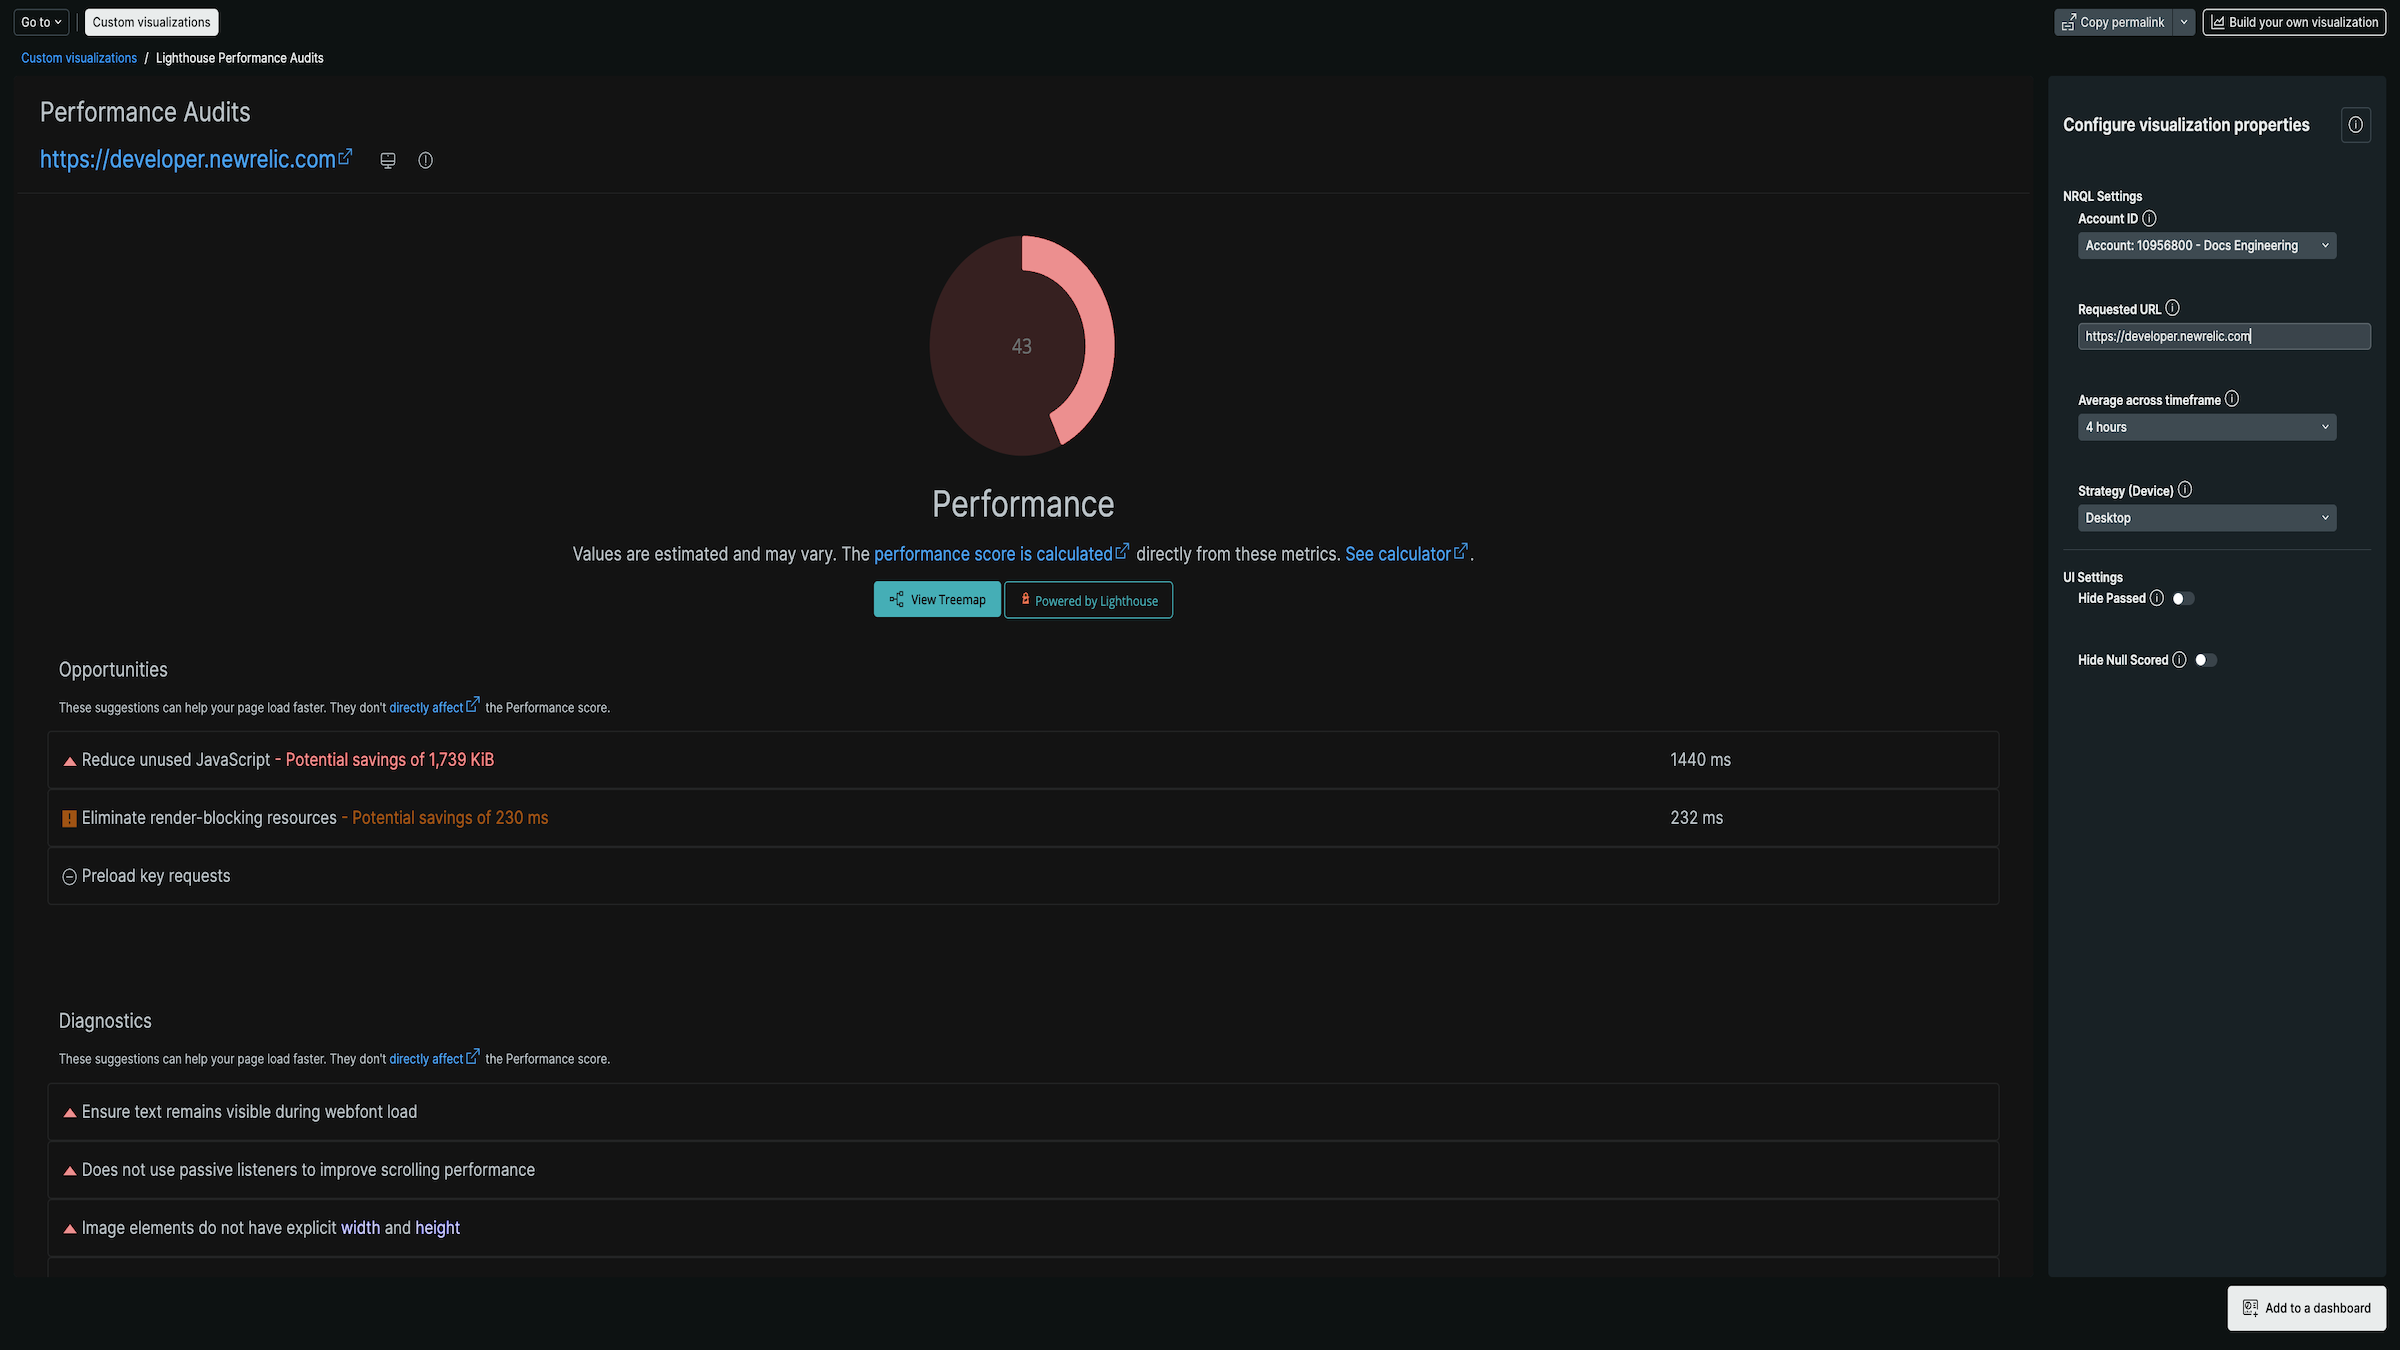 Go to
Custom visualizations
Copy permalink
Build your own visualization
Custom visualizations / Lighthouse Performance Audits
Performance Audits
https://developer.newrelic.com
43
Performance
Values are estimated and may vary. The performance score is calculated directly from these metrics. See calculator.
View Treemap
Powered by Lighthouse
Opportunities
These suggestions can help your page load faster. They don't directly affect the Performance score.
Reduce unused JavaScript - Potential savings of 1,739 KiB
1440 ms
Eliminate render-blocking resources - Potential savings of 230 ms
232 ms
Preload key requests
Diagnostics
These suggestions can help your page load faster. They don't directly affect the Performance score.
Ensure text remains visible during webfont load
Does not use passive listeners to improve scrolling performance
Image elements do not have explicit width and height
Configure visualization properties
NRQL Settings
Account ID
Account: 10956800 - Docs Engineering
Requested URL
https://developer.newrelic.com
Average across timeframe
4 hours
Strategy (Device)
Desktop
UI Settings
Hide Passed
Hide Null Scored
Add to a dashboard